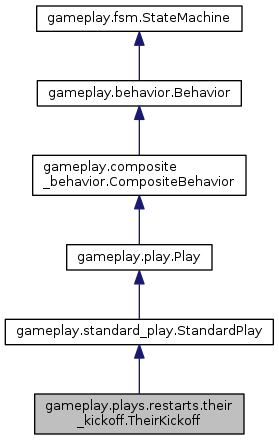 gameplay.fsm.StateMachine
gameplay.behavior.Behavior
gameplay.composite
_behavior.CompositeBehavior
gameplay.play.Play
gameplay.standard_play.StandardPlay
gameplay.plays.restarts.their
_kickoff.TheirKickoff